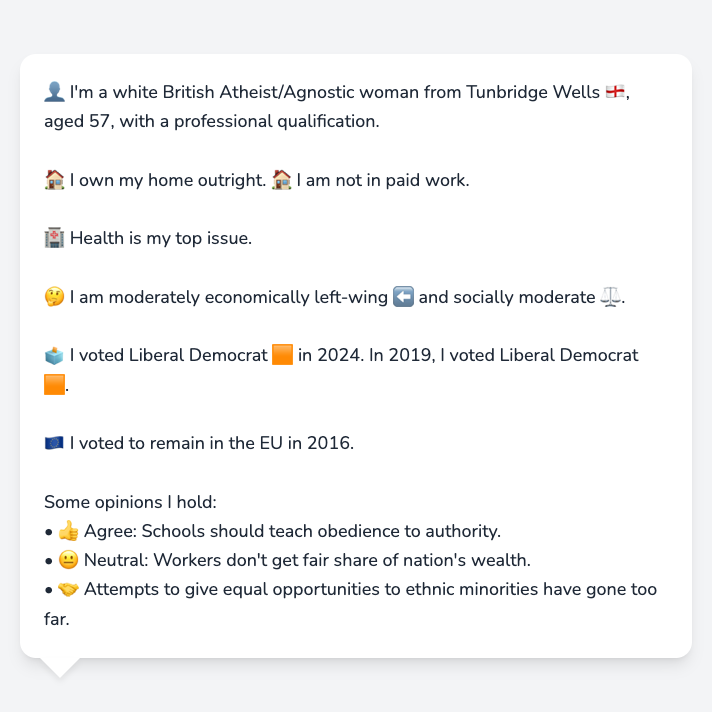 👤 I'm a white British Atheist/Agnostic woman from Tunbridge Wells 🏴󠁧󠁢󠁥󠁮󠁧󠁿,
aged 57, with a professional qualification.
🏠 I own my home outright. 🏠 I am not in paid work.
🏥 Health is my top issue.
🤔 I am moderately economically left-wing ⬅️ and socially moderate ⚖️.
🗳️ I voted Liberal Democrat 🟧 in 2024. In 2019, I voted Liberal Democrat
🟧.
🇪🇺 I voted to remain in the EU in 2016.
Some opinions I hold:
• 👍 Agree: Schools should teach obedience to authority.
• 😐 Neutral: Workers don't get fair share of nation's wealth.
• 🤝 Attempts to give equal opportunities to ethnic minorities have gone too
far.